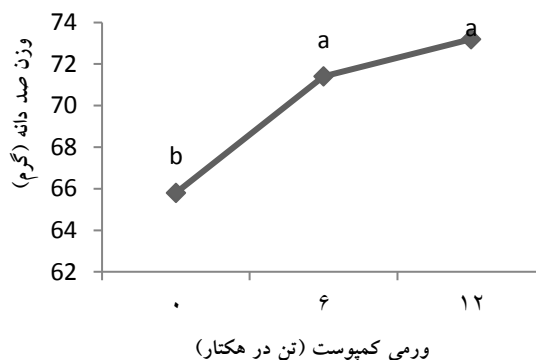 74
72
70
68
66
64
62
وزن صد دانه (گرم)
b
a
a
۰
۶
۱۲
ورمی کمپوست (تن در هکتار)